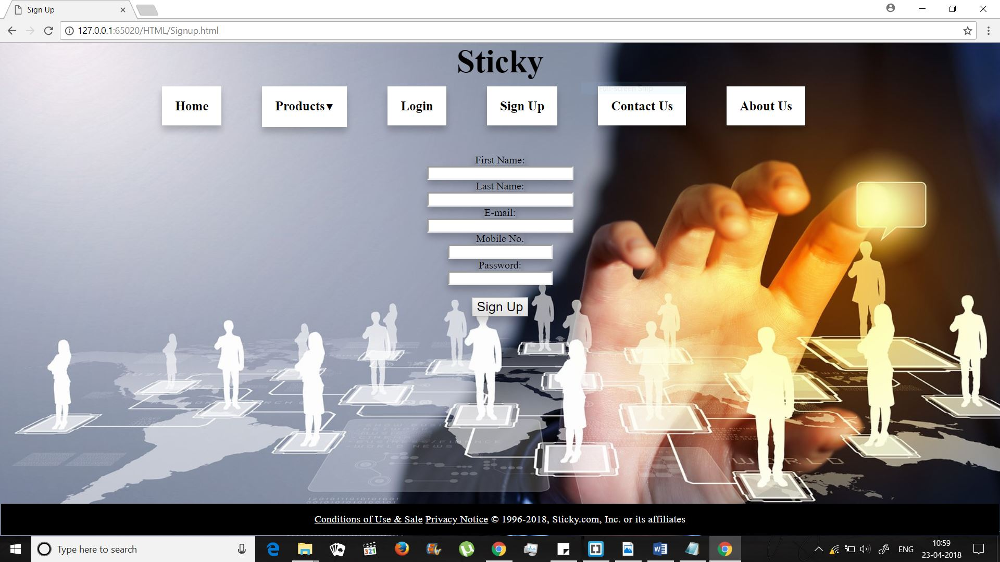 Sign Up
127.0.0.1:65020/HTML/Signup.html
Sticky
Home Products▼ Login Sign Up Contact Us About Us
Full-screen Snip
First Name:
Last Name:
E-mail:
Mobile No.
Password:
Sign Up
WORLD
Conditions of Use & Sale Privacy Notice © 1996-2018, Sticky.com, Inc. or its affiliates
Type here to search
321
ENG
10:59
23-04-2018